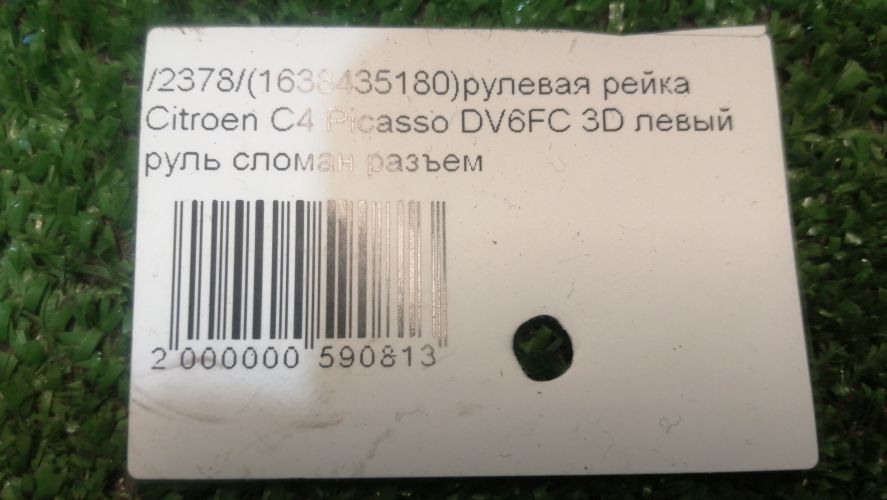 /2378/(1638435180)рулевая рейка
Citroen C4 Picasso DV6FC 3D левый
руль сломан разъем
2 000000 590813